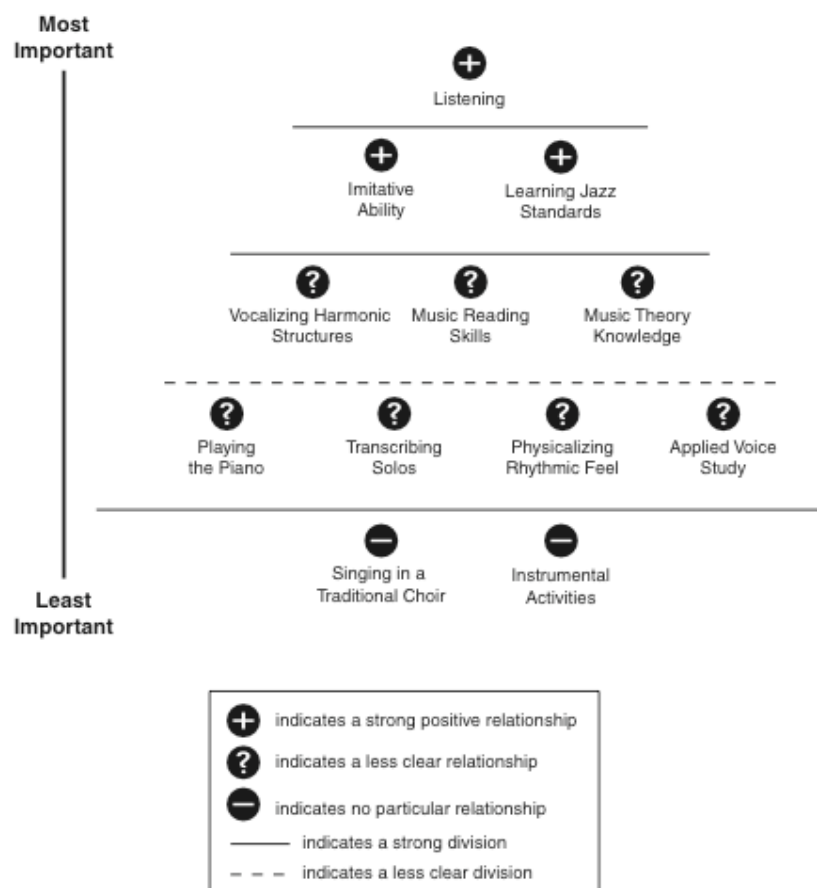 Most
Important
+
Listening
+ +
Imitative
Ability
Learning Jazz
Standards
? ? ?
Vocalizing Harmonic
Structures
Music Reading
Skills
Music Theory
Knowledge
? ? ? ?
Playing
the Piano
Transcribing
Solos
Physicalizing
Rhythmic Feel
Applied Voice
Study
− −
Singing in a
Traditional Choir
Instrumental
Activities
Least
Important
+ indicates a strong positive relationship
? indicates a less clear relationship
− indicates no particular relationship
indicates a strong division
indicates a less clear division